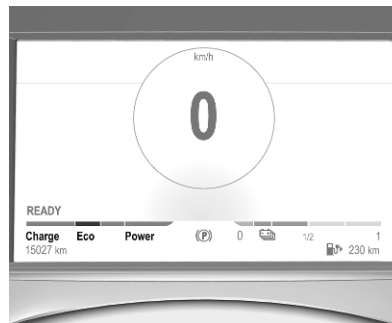 km/h
0
READY
Charge Eco Power (P) 0 1/2 1
15027 km 230 km